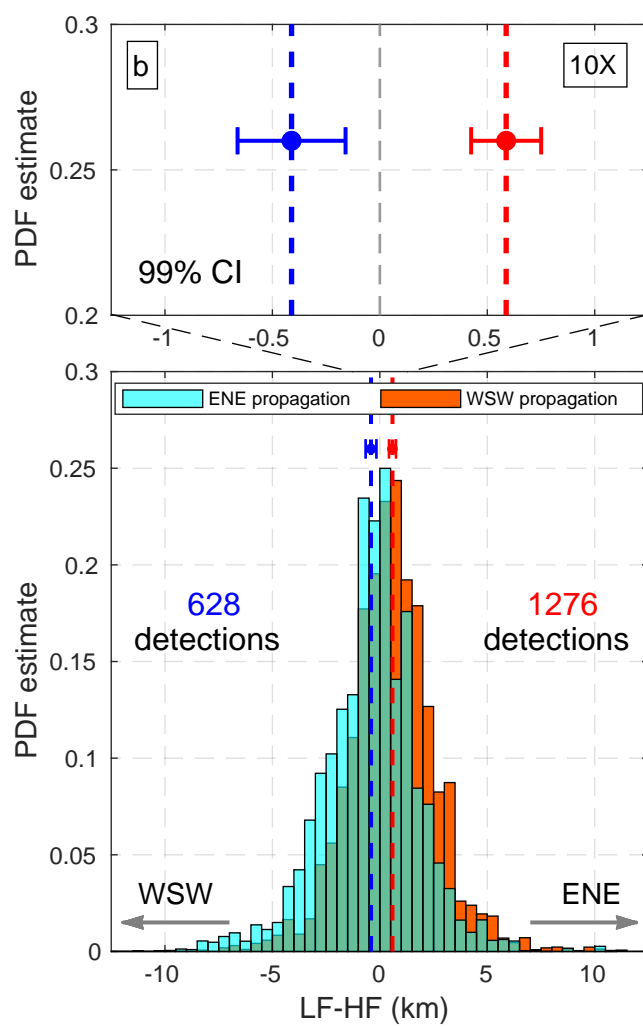 0.3
b
10X
0.25
PDF estimate
99% CI
0.2
-1
-0.5
0
0.5
1
0.3
ENE propagation
WSW propagation
0.25
0.2
628
detections
1276
detections
0.15
PDF estimate
0.1
0.05
WSW
ENE
0
-10
-5
0
5
10
LF-HF (km)